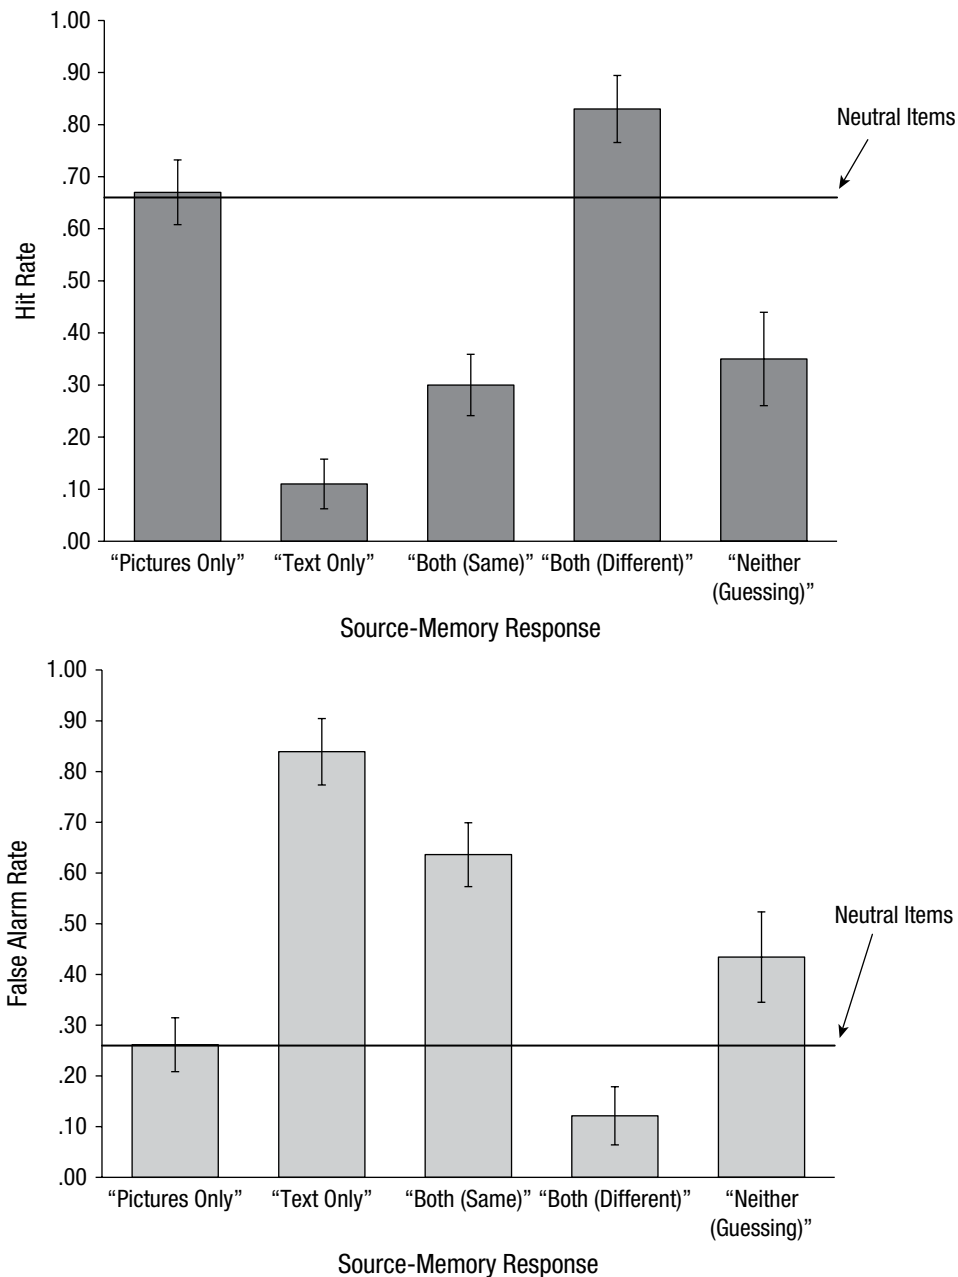 1.00
.90
.80
.70
.60
.50
.40
.30
.20
.10
.00
Hit Rate
Neutral Items
“Pictures Only” “Text Only” “Both (Same)” “Both (Different)” “Neither
(Guessing)”
Source-Memory Response
1.00
.90
.80
.70
.60
.50
.40
.30
.20
.10
.00
False Alarm Rate
Neutral Items
“Pictures Only” “Text Only” “Both (Same)” “Both (Different)” “Neither
(Guessing)”
Source-Memory Response